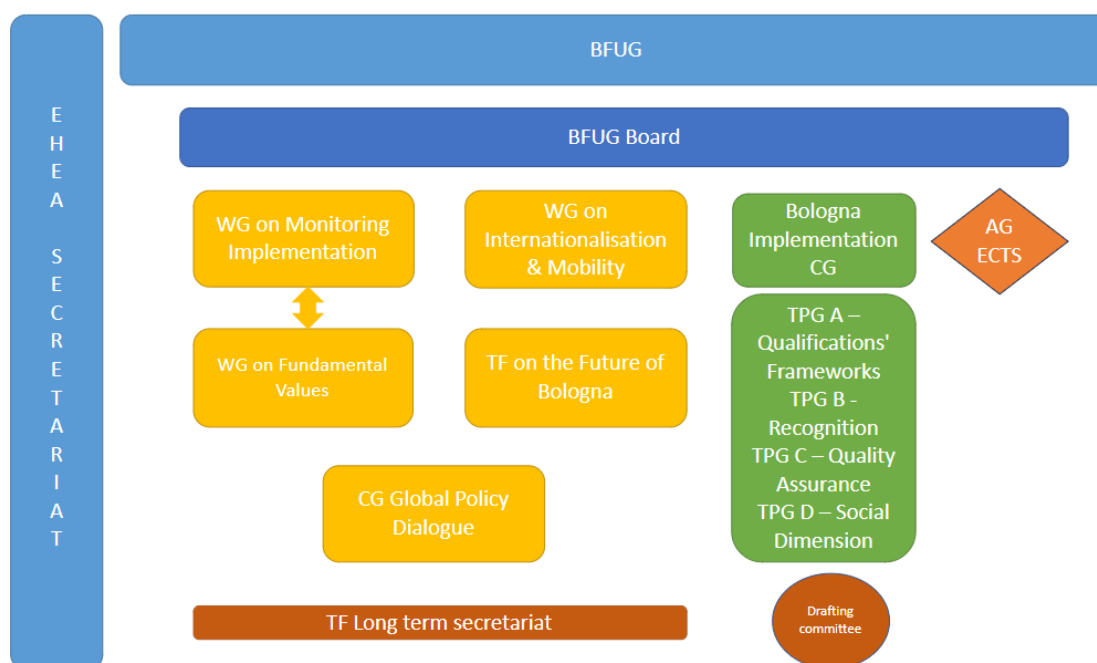 E
H
E
A
S
E
C
R
E
T
A
R
I
A
T
BFUG
BFUG Board
WG on Monitoring
Implementation
WG on
Internationalisation
& Mobility
Bologna
Implementation
CG
AG
ECTS
WG on Fundamental
Values
TF on the Future of
Bologna
TPG A –
Qualifications'
Frameworks
TPG B -
Recognition
TPG C – Quality
Assurance
TPG D – Social
Dimension
CG Global Policy
Dialogue
TF Long term secretariat
Drafting
committee